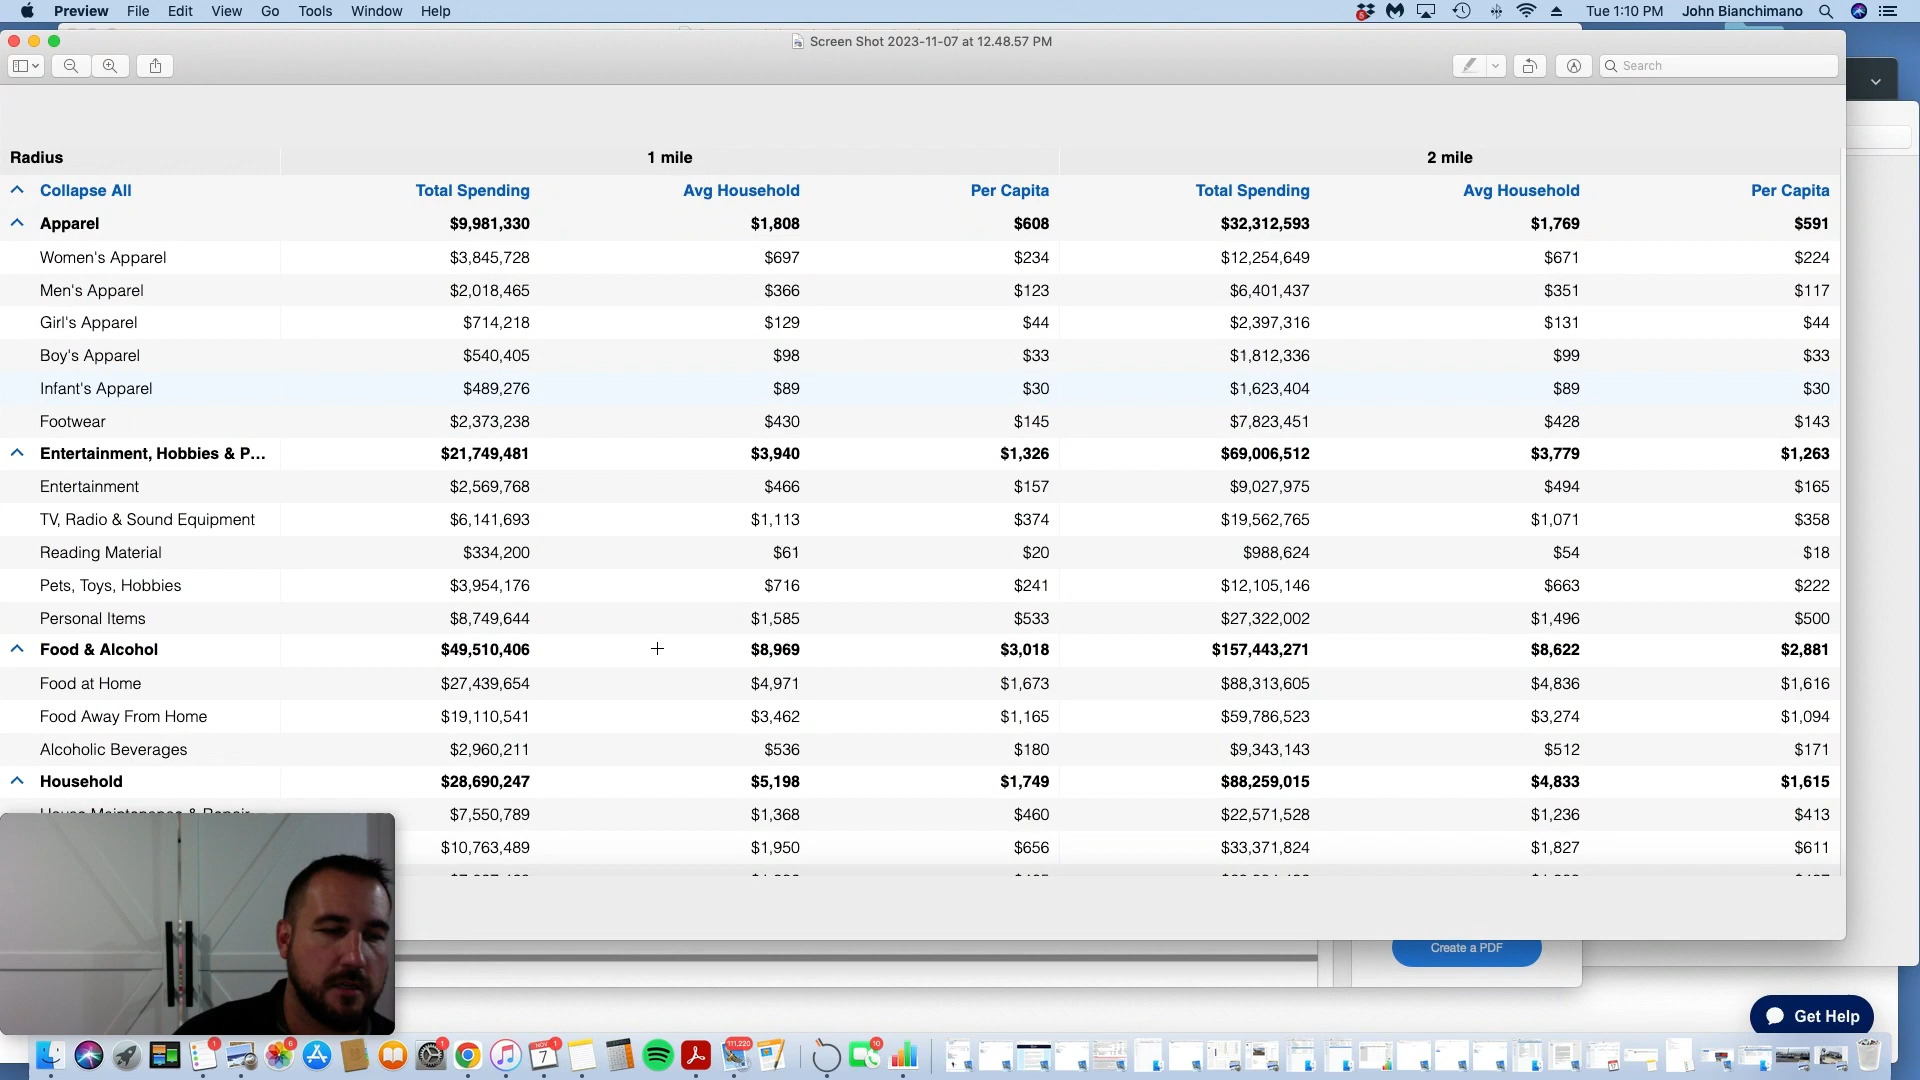 Preview File Edit View Go Tools Window Help
Tue 1:10 PM John Bianchimano
Screen Shot 2023-11-07 at 12.48.57 PM
Search
Radius 1 mile 2 mile
Collapse All Total Spending Avg Household Per Capita Total Spending Avg Household Per Capita
Apparel $9,981,330 $1,808 $608 $32,312,593 $1,769 $591
Women's Apparel $3,845,728 $697 $234 $12,254,649 $671 $224
Men's Apparel $2,018,465 $366 $123 $6,401,437 $351 $117
Girl's Apparel $714,218 $129 $44 $2,397,316 $131 $44
Boy's Apparel $540,405 $98 $33 $1,812,336 $99 $33
Infant's Apparel $489,276 $89 $30 $1,623,404 $89 $30
Footwear $2,373,238 $430 $145 $7,823,451 $428 $143
Entertainment, Hobbies & P... $21,749,481 $3,940 $1,326 $69,006,512 $3,779 $1,263
Entertainment $2,569,768 $466 $157 $9,027,975 $494 $165
TV, Radio & Sound Equipment $6,141,693 $1,113 $374 $19,562,765 $1,071 $358
Reading Material $334,200 $61 $20 $988,624 $54 $18
Pets, Toys, Hobbies $3,954,176 $716 $241 $12,105,146 $663 $222
Personal Items $8,749,644 $1,585 $533 $27,322,002 $1,496 $500
Food & Alcohol $49,510,406 $8,969 $3,018 $157,443,271 $8,622 $2,881
Food at Home $27,439,654 $4,971 $1,673 $88,313,605 $4,836 $1,616
Food Away From Home $19,110,541 $3,462 $1,165 $59,786,523 $3,274 $1,094
Alcoholic Beverages $2,960,211 $536 $180 $9,343,143 $512 $171
Household $28,690,247 $5,198 $1,749 $88,259,015 $4,833 $1,615
House Maintenance & Repair $7,550,789 $1,368 $460 $22,571,528 $1,236 $413
$10,763,489 $1,950 $656 $33,371,824 $1,827 $611
Create a PDF
Get Help